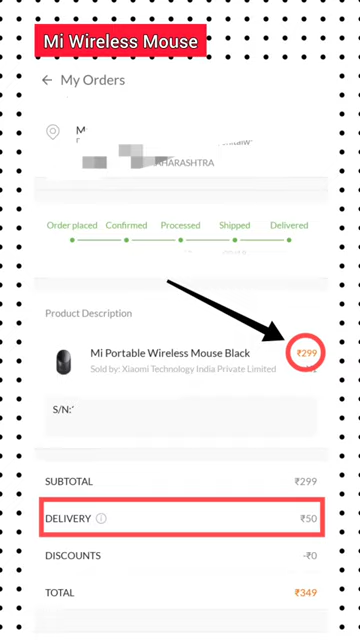 Mi Wireless Mouse
My Orders
M
HARASHTRA
Order placed Confirmed Processed Shipped Delivered
Product Description
Mi Portable Wireless Mouse Black ₹299
Sold by: Xiaomi Technology India Private Limited
S/N:
SUBTOTAL ₹299
DELIVERY ₹50
DISCOUNTS -₹0
TOTAL ₹349